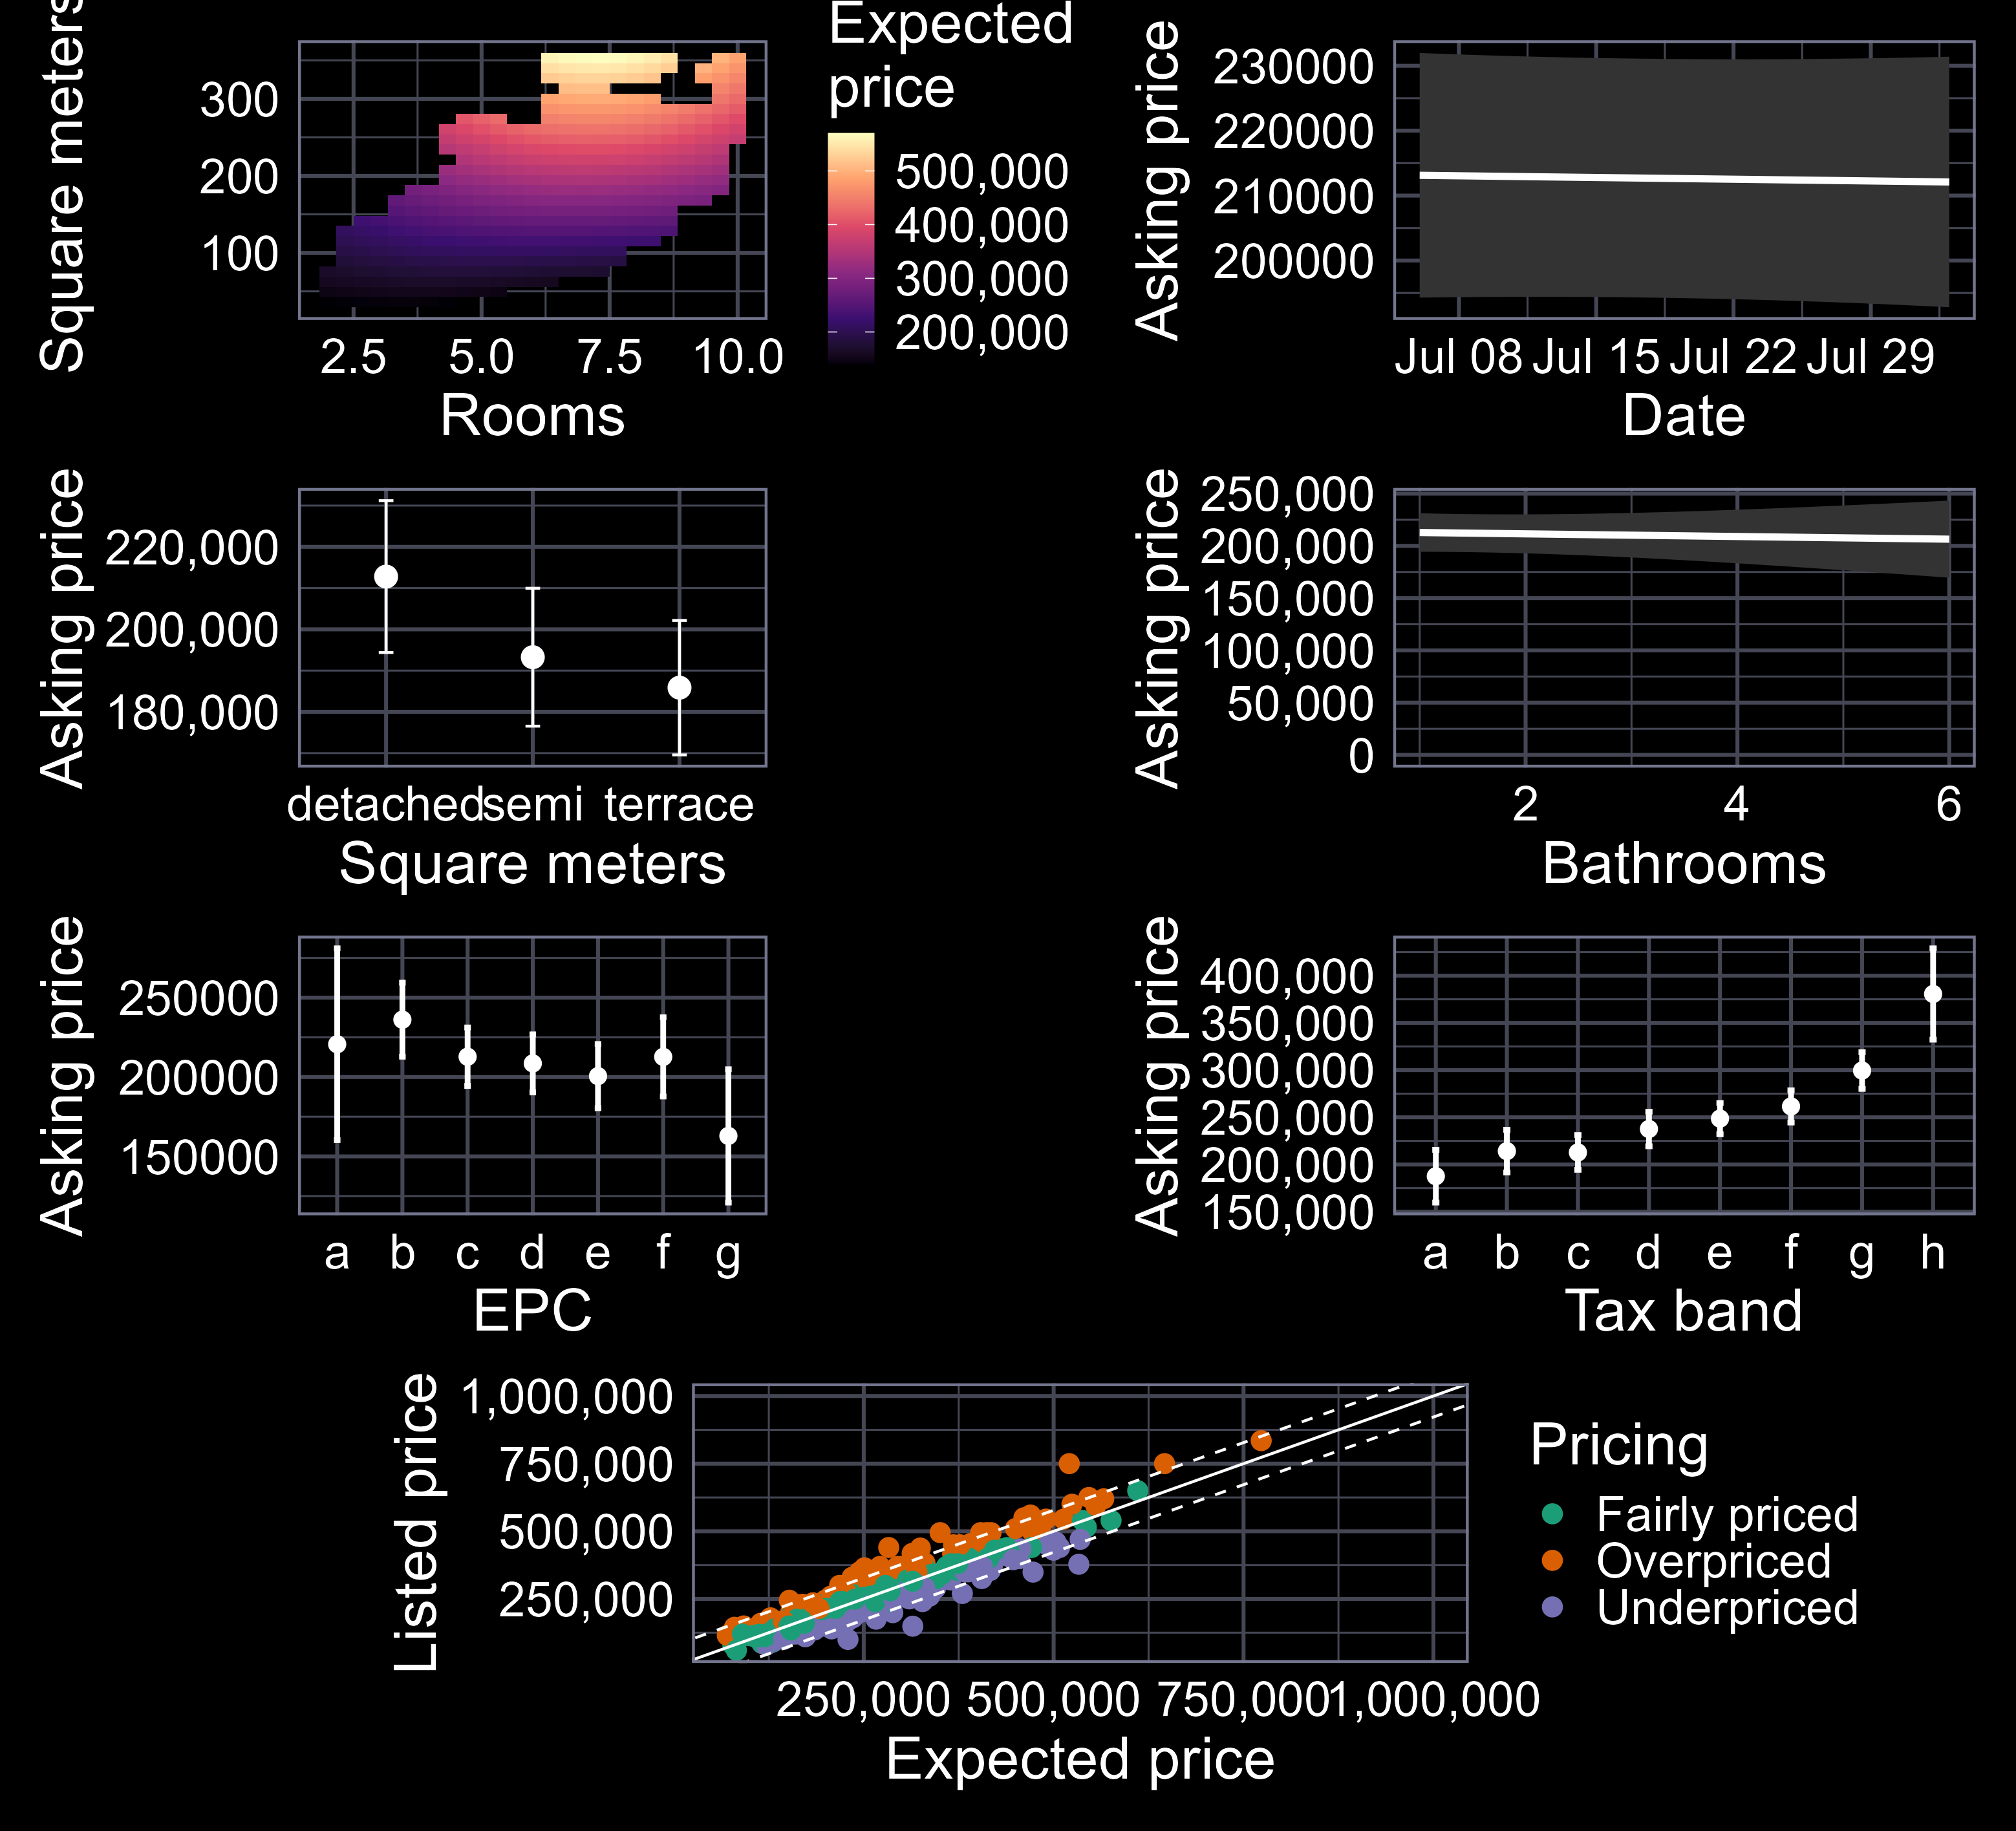 Square meters
300
200
100
2.5 5.0 7.5 10.0
Rooms
Expected
price
500,000
400,000
300,000
200,000
Asking price
230000
220000
210000
200000
Jul 08 Jul 15 Jul 22 Jul 29
Date
Asking price
220,000
200,000
180,000
detached semi terrace
Square meters
Asking price
250,000
200,000
150,000
100,000
50,000
0
2 4 6
Bathrooms
Asking price
250000
200000
150000
a b c d e f g
EPC
Asking price
400,000
350,000
300,000
250,000
200,000
150,000
a b c d e f g h
Tax band
Listed price
1,000,000
750,000
500,000
250,000
250,000 500,000 750,000 1,000,000
Expected price
Pricing
Fairly priced
Overpriced
Underpriced